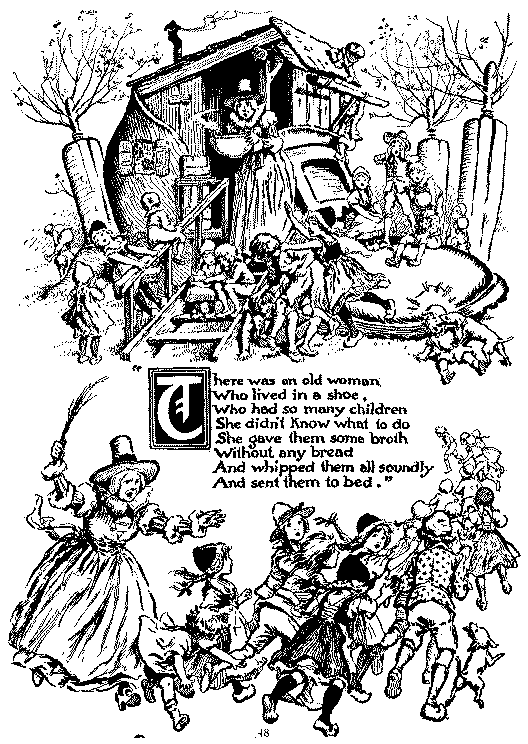 "There was an old woman,
Who lived in a shoe,
Who had so many children
She didn't know what to do
She gave them some broth
Without any bread
And whipped them all soundly
And sent them to bed."
48